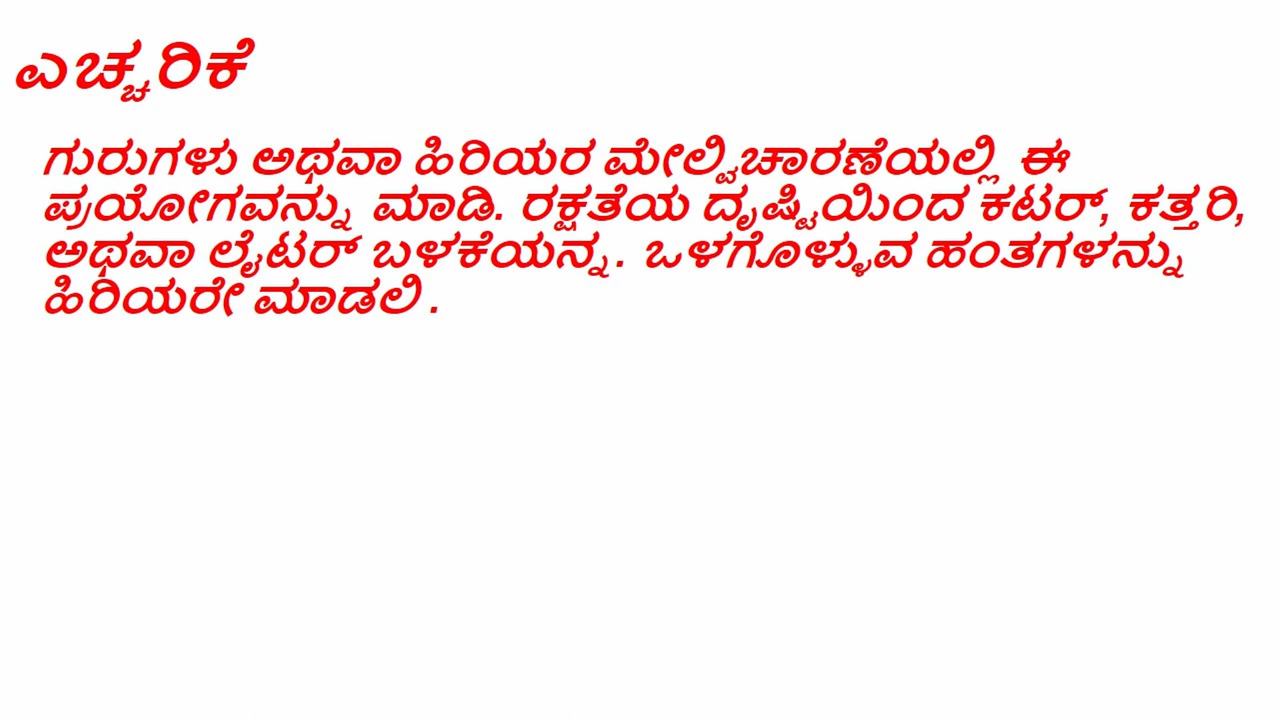 ಎಚ್ಚರಿಕೆ
ಗುರುಗಳು ಅಥವಾ ಹಿರಿಯರ ಮೇಲ್ವಿಚಾರಣೆಯಲ್ಲಿ ಈ
ಪ್ರಯೋಗವನ್ನು ಮಾಡಿ. ರಕ್ಷತೆಯ ದೃಷ್ಟಿಯಿಂದ ಕಟರ್, ಕತ್ತರಿ,
ಅಥವಾ ಲೈಟರ್ ಬಳಕೆಯನ್ನ. ಒಳಗೊಳ್ಳುವ ಹಂತಗಳನ್ನು
ಹಿರಿಯರೇ ಮಾಡಲಿ.